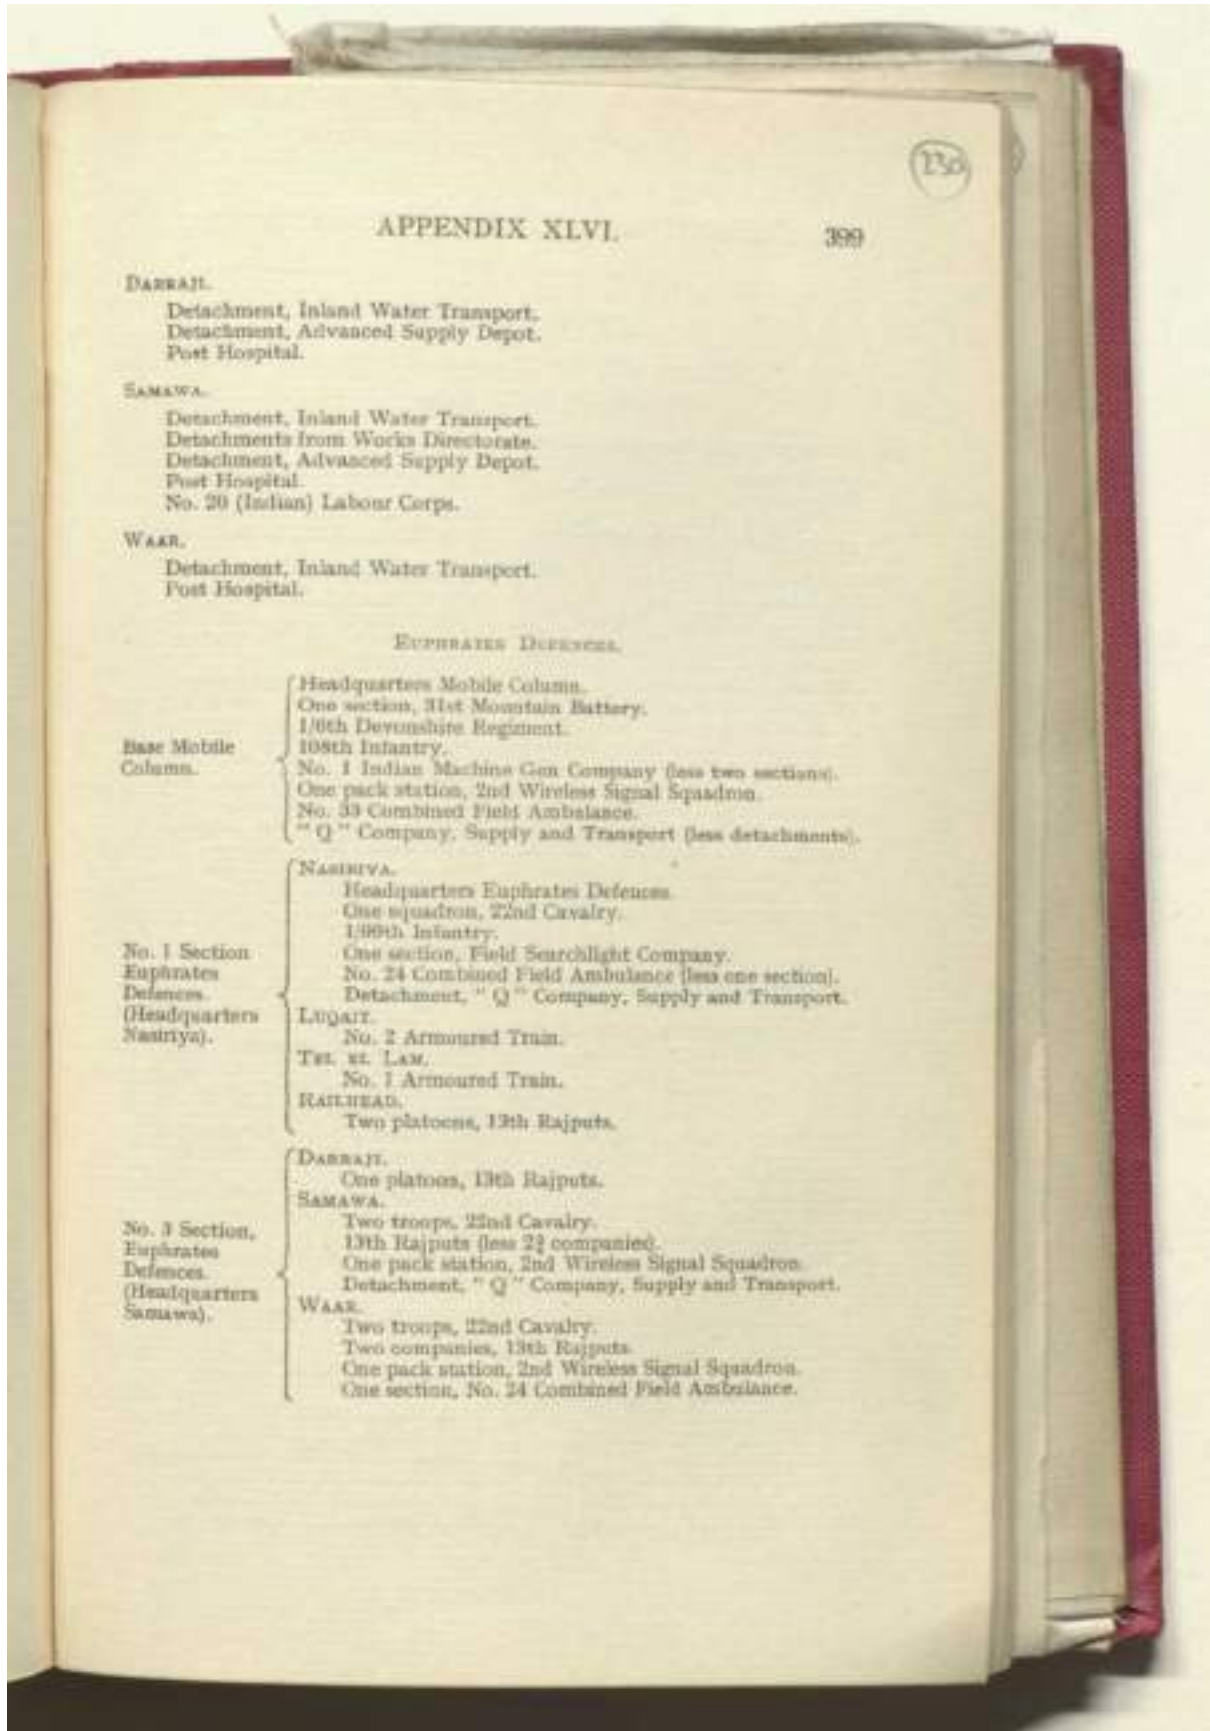 230
APPENDIX XLVI. 399
DARRAJI.
Detachment, Inland Water Transport.
Detachment, Advanced Supply Depot.
Post Hospital.
SAMAWA.
Detachment, Inland Water Transport.
Detachments from Works Directorate.
Detachment, Advanced Supply Depot.
Post Hospital.
No. 20 (Indian) Labour Corps.
WAAR.
Detachment, Inland Water Transport.
Post Hospital.
EUPHRATES DEFENCES.
Base Mobile
Column.
Headquarters Mobile Column.
One section, 31st Mountain Battery.
1/6th Devonshire Regiment.
108th Infantry.
No. 1 Indian Machine Gun Company (less two sections).
One pack station, 2nd Wireless Signal Squadron.
No. 33 Combined Field Ambulance.
" Q " Company, Supply and Transport (less detachments).
No. 1 Section
Euphrates
Defences.
(Headquarters
Nasiriya).
NASIRIYA.
Headquarters Euphrates Defences.
One squadron, 22nd Cavalry.
1/99th Infantry.
One section, Field Searchlight Company.
No. 24 Combined Field Ambulance (less one section).
Detachment, " Q " Company, Supply and Transport.
LUQAIT.
No. 2 Armoured Train.
TEL EL LAM.
No. 1 Armoured Train.
RAILHEAD.
Two platoons, 13th Rajputs.
No. 3 Section,
Euphrates
Defences.
(Headquarters
Samawa).
DARRAJI.
One platoon, 13th Rajputs.
SAMAWA.
Two troops, 22nd Cavalry.
13th Rajputs (less 2¾ companies).
One pack station, 2nd Wireless Signal Squadron.
Detachment, " Q " Company, Supply and Transport.
WAAR.
Two troops, 22nd Cavalry.
Two companies, 13th Rajputs.
One pack station, 2nd Wireless Signal Squadron.
One section, No. 24 Combined Field Ambulance.